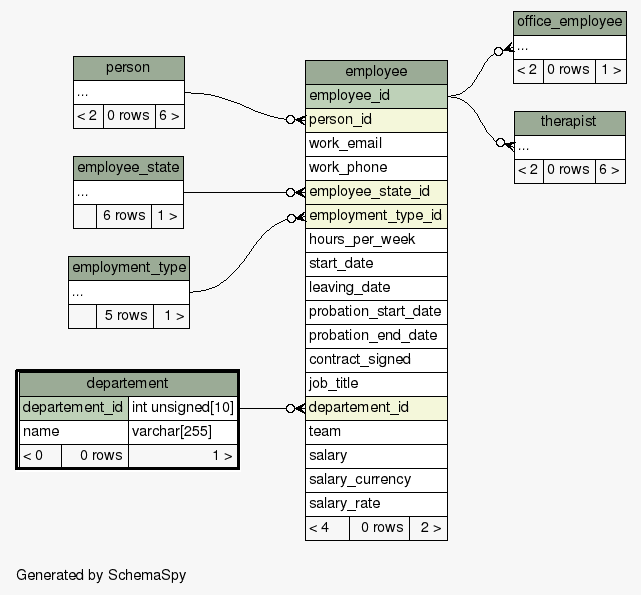 person
...
< 2 0 rows 6 >
employee_state
...
6 rows 1 >
employment_type
...
5 rows 1 >
departement
departement_id int unsigned[10]
name varchar[255]
< 0 0 rows 1 >
employee
employee_id
person_id
work_email
work_phone
employee_state_id
employment_type_id
hours_per_week
start_date
leaving_date
probation_start_date
probation_end_date
contract_signed
job_title
departement_id
team
salary
salary_currency
salary_rate
< 4 0 rows 2 >
office_employee
...
< 2 0 rows 1 >
therapist
...
< 2 0 rows 6 >
Generated by SchemaSpy